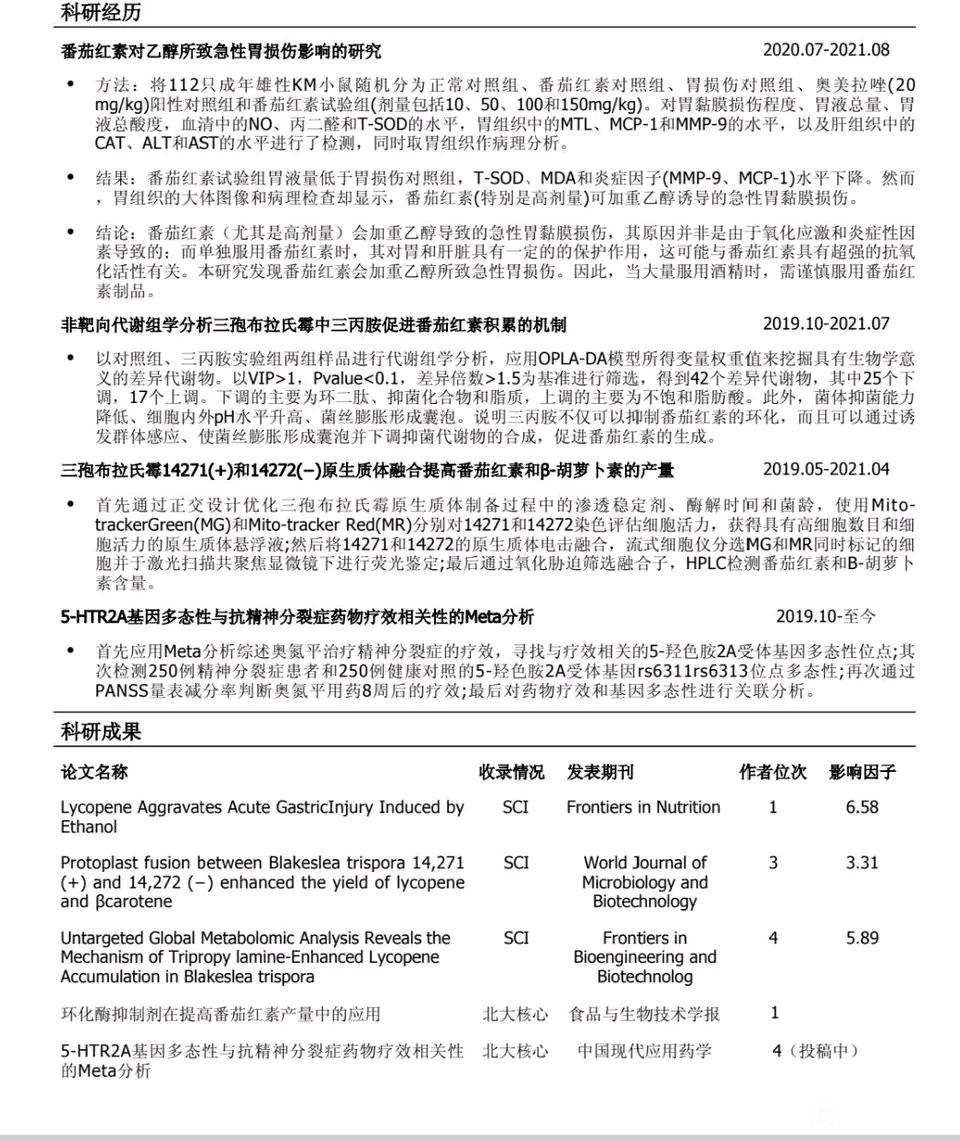 科研经历
番茄红素对乙醇所致急性胃损伤影响的研究 2020.07-2021.08
• 方法：将112只成年雄性KM小鼠随机分为正常对照组、番茄红素对照组、胃损伤对照组、奥美拉唑(20
mg/kg)阳性对照组和番茄红素试验组(剂量包括10、50、100和150mg/kg)。对胃黏膜损伤程度、胃液总量、胃
液总酸度，血清中的NO、丙二醛和T-SOD的水平，胃组织中的MTL、MCP-1和MMP-9的水平，以及肝组织中的
CAT、ALT和AST的水平进行了检测，同时取胃组织作病理分析。
• 结果：番茄红素试验组胃液量低于胃损伤对照组，T-SOD、MDA和炎症因子(MMP-9、MCP-1)水平下降。然而
，胃组织的大体图像和病理检查却显示，番茄红素(特别是高剂量)可加重乙醇诱导的急性胃黏膜损伤。
• 结论：番茄红素（尤其是高剂量）会加重乙醇导致的急性胃黏膜损伤，其原因并非是由于氧化应激和炎症性因
素导致的；而单独服用番茄红素时，其对胃和肝脏具有一定的的保护作用，这可能与番茄红素具有超强的抗氧
化活性有关。本研究发现番茄红素会加重乙醇所致急性胃损伤。因此，当大量服用酒精时，需谨慎服用番茄红
素制品。
非靶向代谢组学分析三孢布拉氏霉中三丙胺促进番茄红素积累的机制 2019.10-2021.07
• 以对照组、三丙胺实验组两组样品进行代谢组学分析，应用OPLA-DA模型所得变量权重值来挖掘具有生物学意
义的差异代谢物。以VIP>1，Pvalue<0.1，差异倍数>1.5为基准进行筛选，得到42个差异代谢物，其中25个下
调，17个上调。下调的主要为环二肽、抑菌化合物和脂质，上调的主要为不饱和脂肪酸。此外，菌体抑菌能力
降低、细胞内外pH水平升高、菌丝膨胀形成囊泡。说明三丙胺不仅可以抑制番茄红素的环化，而且可以通过诱
发群体感应、使菌丝膨胀形成囊泡并下调抑菌代谢物的合成，促进番茄红素的生成。
三孢布拉氏霉14271(+)和14272(−)原生质体融合提高番茄红素和β-胡萝卜素的产量 2019.05-2021.04
• 首先通过正交设计优化三孢布拉氏霉原生质体制备过程中的渗透稳定剂、酶解时间和菌龄，使用Mito-
trackerGreen(MG)和Mito-tracker Red(MR)分别对14271和14272染色评估细胞活力，获得具有高细胞数目和细
胞活力的原生质体悬浮液;然后将14271和14272的原生质体电击融合，流式细胞仪分选MG和MR同时标记的细
胞并于激光扫描共聚焦显微镜下进行荧光鉴定;最后通过氧化胁迫筛选融合子，HPLC检测番茄红素和B-胡萝卜
素含量。
5-HTR2A基因多态性与抗精神分裂症药物疗效相关性的Meta分析 2019.10-至今
• 首先应用Meta分析综述奥氮平治疗精神分裂症的疗效，寻找与疗效相关的5-羟色胺2A受体基因多态性位点;其
次检测250例精神分裂症患者和250例健康对照的5-羟色胺2A受体基因rs6311rs6313位点多态性;再次通过
PANSS量表减分率判断奥氮平用药8周后的疗效;最后对药物疗效和基因多态性进行关联分析。
科研成果
论文名称 收录情况 发表期刊 作者位次 影响因子
Lycopene Aggravates Acute GastricInjury Induced by SCI Frontiers in Nutrition 1 6.58
Ethanol
Protoplast fusion between Blakeslea trispora 14,271 SCI World Journal of 3 3.31
(+) and 14,272 (−) enhanced the yield of lycopene Microbiology and
and βcarotene Biotechnology
Untargeted Global Metabolomic Analysis Reveals the SCI Frontiers in 4 5.89
Mechanism of Tripropy lamine-Enhanced Lycopene Bioengineering and
Accumulation in Blakeslea trispora Biotechnolog
环化酶抑制剂在提高番茄红素产量中的应用 北大核心 食品与生物技术学报 1
5-HTR2A基因多态性与抗精神分裂症药物疗效相关性 北大核心 中国现代应用药学 4（投稿中）
的Meta分析